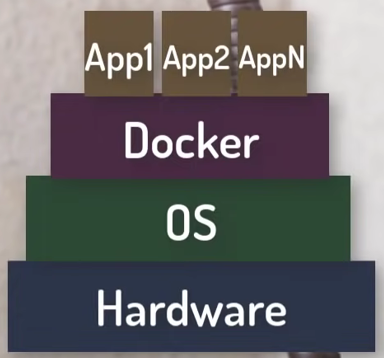 App1 App2 AppN
Docker
OS
Hardware